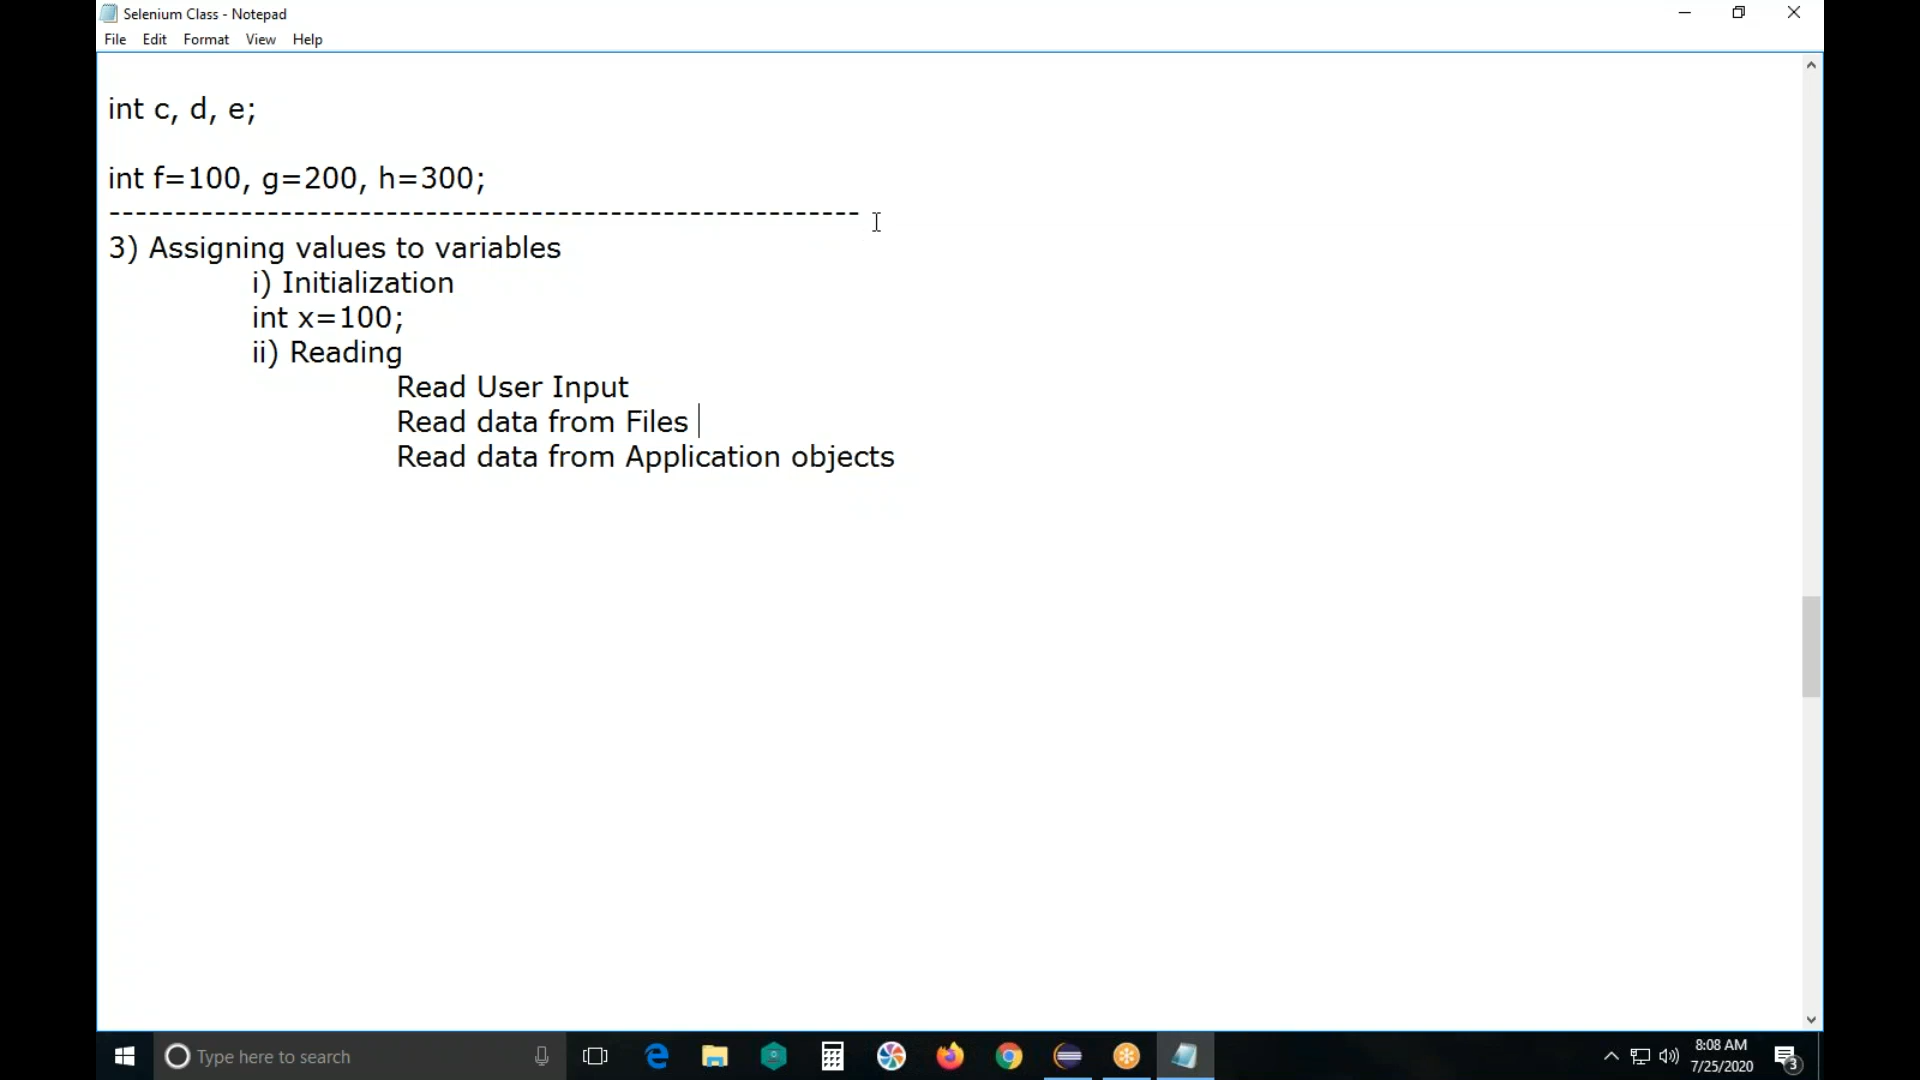 Selenium Class - Notepad
File Edit Format View Help
int c, d, e;
int f=100, g=200, h=300;
---------------------------------------------------------
3) Assigning values to variables
i) Initialization
int x=100;
ii) Reading
Read User Input
Read data from Files
Read data from Application objects
Type here to search
8:08 AM
7/25/2020
3